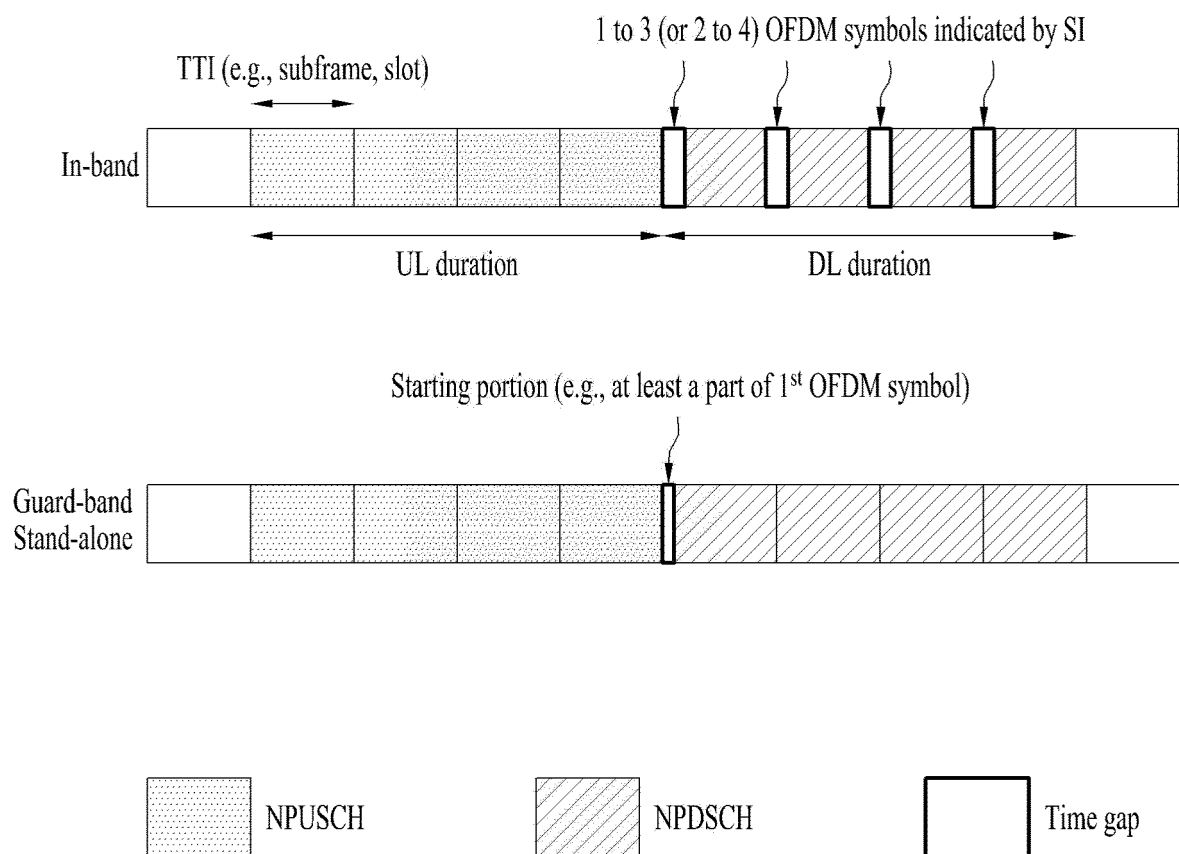 1 to 3 (or 2 to 4) OFDM symbols indicated by SI
TTI (e.g., subframe, slot)
In-band
UL duration
DL duration
Starting portion (e.g., at least a part of 1st OFDM symbol)
Guard-band
Stand-alone
NPUSCH
NPDSCH
Time gap